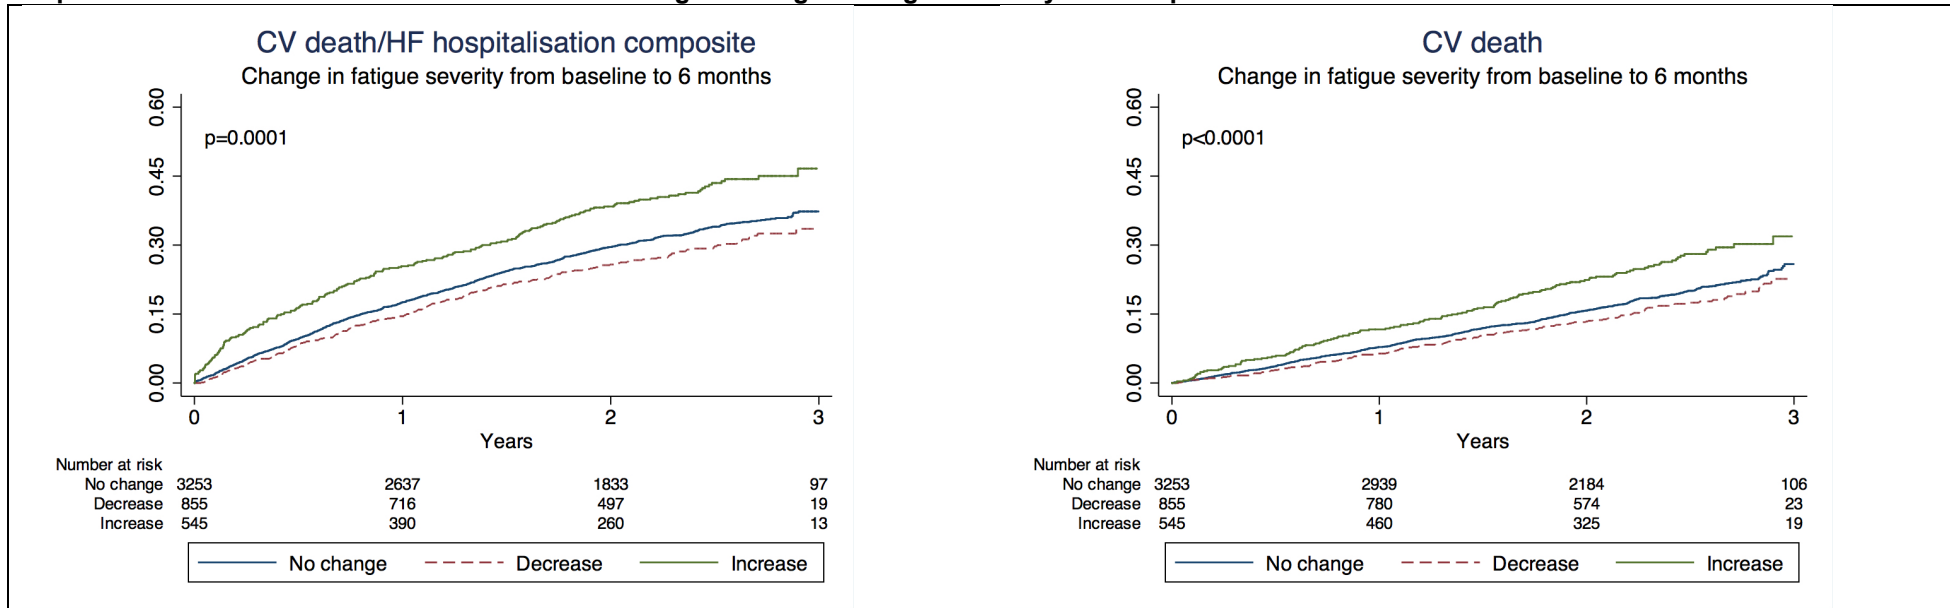 CV death/HF hospitalisation composite
Change in fatigue severity from baseline to 6 months
0.60
0.45
0.30
0.15
0.00
p=0.0001
0 1 2 3
Years
Number at risk
No change 3253 2637 1833 97
Decrease 855 716 497 19
Increase 545 390 260 13
No change Decrease Increase
CV death
Change in fatigue severity from baseline to 6 months
0.60
0.45
0.30
0.15
0.00
p<0.0001
0 1 2 3
Years
Number at risk
No change 3253 2939 2184 106
Decrease 855 780 574 23
Increase 545 460 325 19
No change Decrease Increase